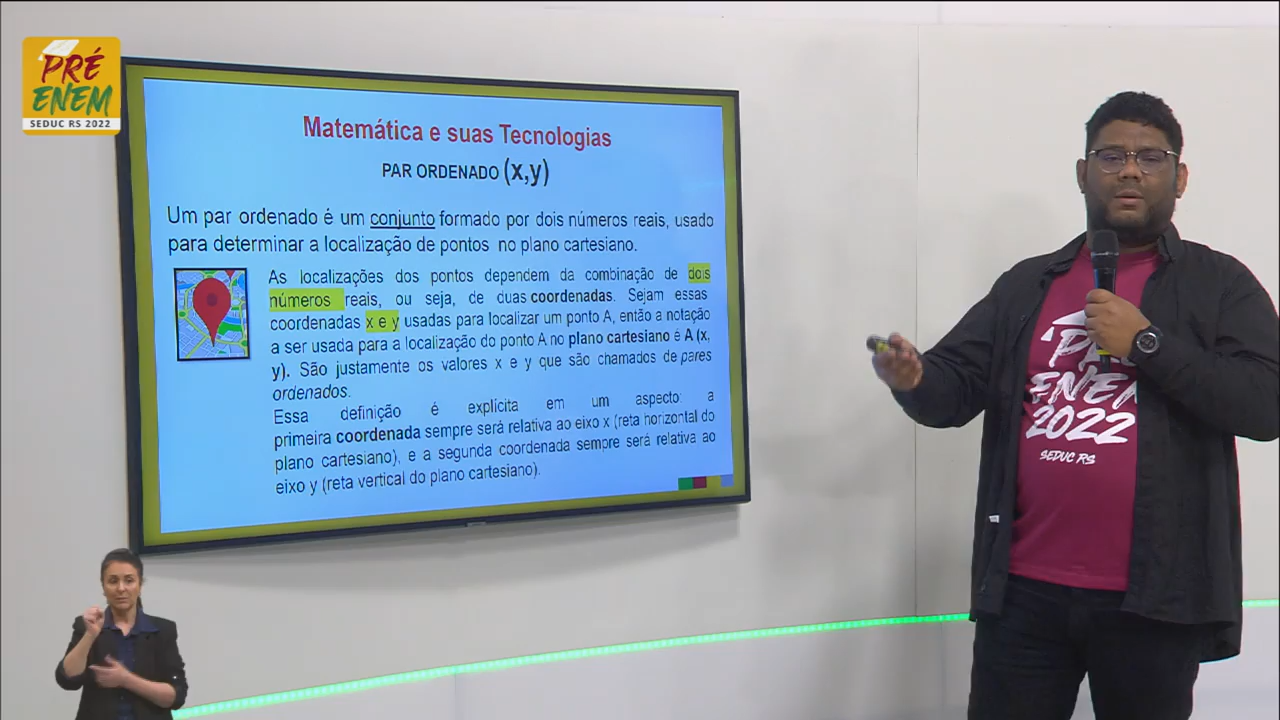 PRÉ
ENEM
SEDUC RS 2022
Matemática e suas Tecnologias
PAR ORDENADO (x,y)
Um par ordenado é um conjunto formado por dois números reais, usado
para determinar a localização de pontos no plano cartesiano.
As localizações dos pontos dependem da combinação de dois
números reais, ou seja, de duas coordenadas. Sejam essas
coordenadas x e y usadas para localizar um ponto A, então a notação
a ser usada para a localização do ponto A no plano cartesiano é A (x,
y). São justamente os valores x e y que são chamados de pares
ordenados.
Essa definição é explícita em um aspecto: a
primeira coordenada sempre será relativa ao eixo x (reta horizontal do
plano cartesiano), e a segunda coordenada sempre será relativa ao
eixo y (reta vertical do plano cartesiano).
ENEM
2022
SEDUC RS